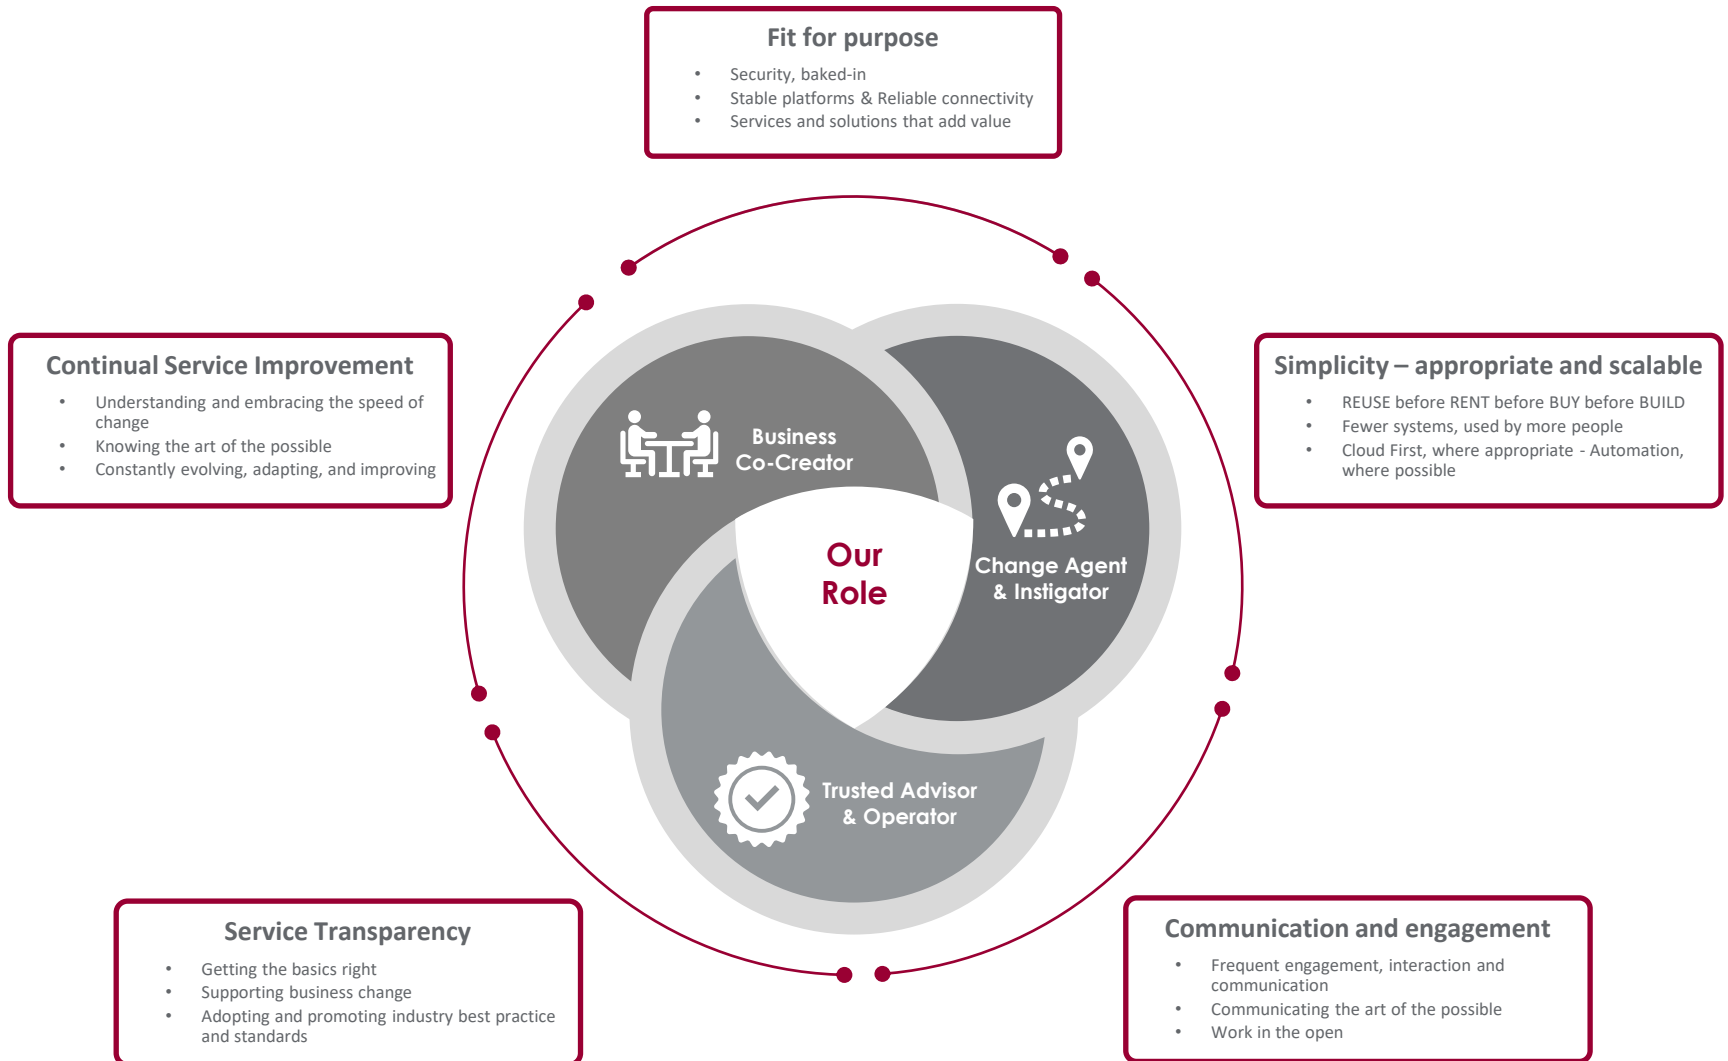 Fit for purpose
• Security, baked-in
• Stable platforms & Reliable connectivity
• Services and solutions that add value
Continual Service Improvement
• Understanding and embracing the speed of
change
• Knowing the art of the possible
• Constantly evolving, adapting, and improving
Simplicity – appropriate and scalable
• REUSE before RENT before BUY before BUILD
• Fewer systems, used by more people
• Cloud First, where appropriate - Automation,
where possible
Business
Co-Creator
Our
Role
Change Agent
& Instigator
Trusted Advisor
& Operator
Service Transparency
• Getting the basics right
• Supporting business change
• Adopting and promoting industry best practice
and standards
Communication and engagement
• Frequent engagement, interaction and
communication
• Communicating the art of the possible
• Work in the open